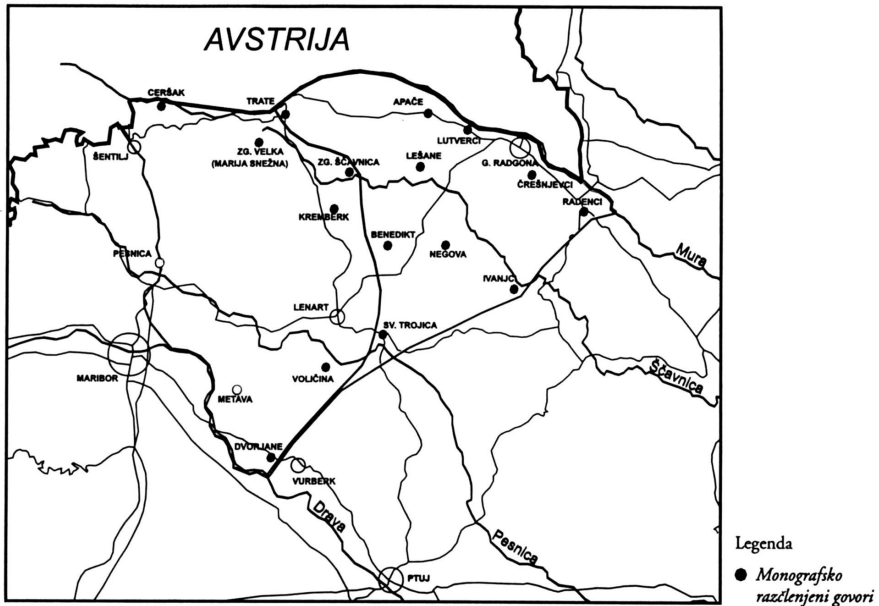 AVSTRIJA
CERŠAK
TRATE
APAČE
LUTVERCI
ŠENTILJ
ZG. VELKA
(MARIJA SNEŽNA)
ZG. ŠČAVNICA
LEŠANE
G. RADGONA
ČREŠNJEVCI
RADENCI
KREMBERK
BENEDIKT
NEGOVA
PESNICA
Mura
IVANJCI
LENART
SV. TROJICA
MARIBOR
VOLIČINA
Ščavnica
METAVA
DVORJANE
VURBERK
Drava
Pesnica
PTUJ
Legenda
Monografsko
razčlenjeni govori